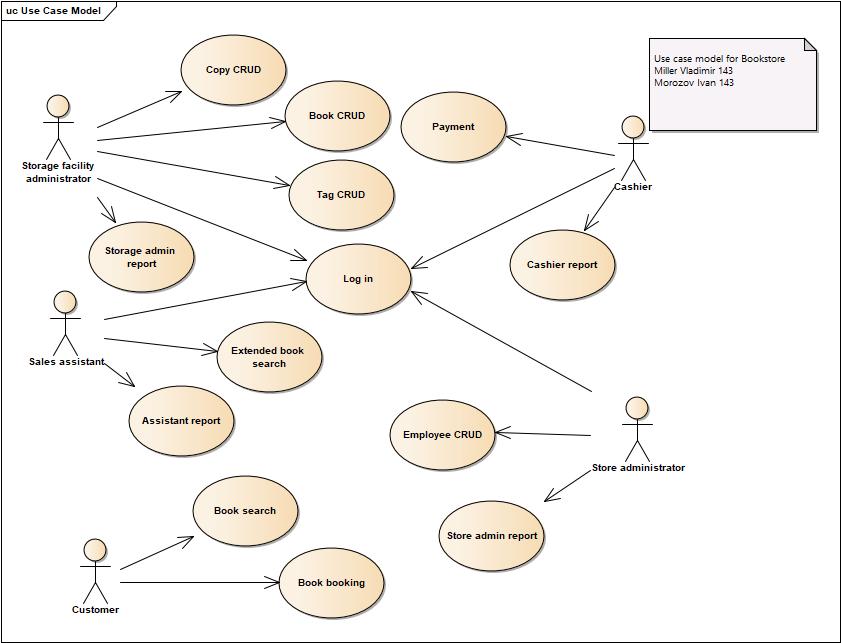 uc Use Case Model
Copy CRUD
Use case model for Bookstore
Miller Vladimir 143
Morozov Ivan 143
Book CRUD
Payment
Storage facility
administrator
Cashier
Tag CRUD
Storage admin
report
Cashier report
Log in
Sales assistant
Extended book
search
Assistant report
Employee CRUD
Store administrator
Book search
Store admin report
Book booking
Customer